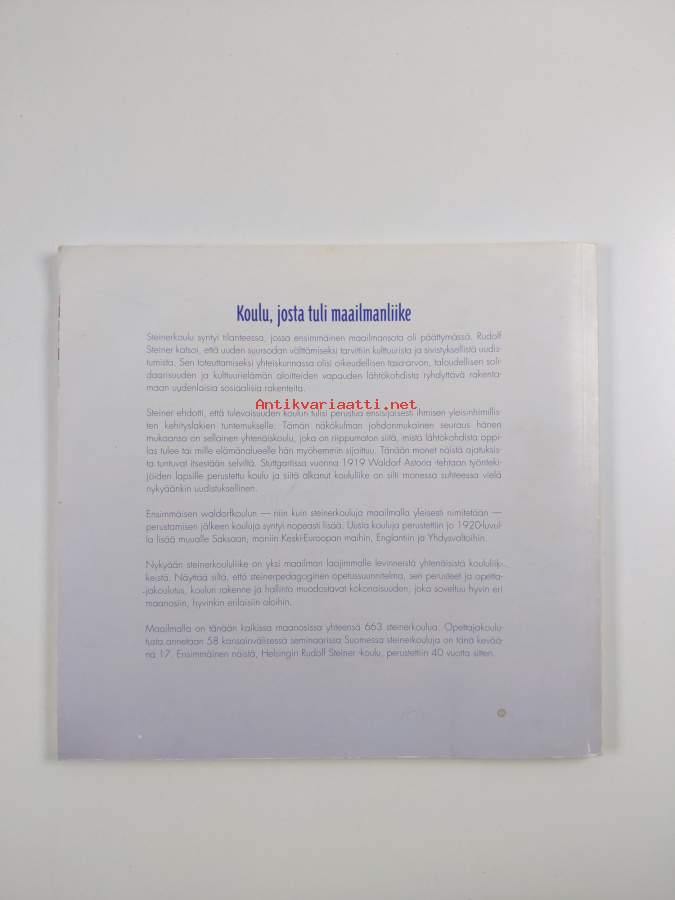 Koulu, josta tuli maailmanliike
Steinerkoulu syntyi tilanteessa, jossa ensimmäinen maailmansota oli päättymässä. Rudolf
Steiner katsoi, että uuden suursodan välttämiseksi tarvittiin kulttuurista ja sivistyksellistä uudis-
tumista. Sen toteuttamiseksi yhteiskunnassa olisi oikeudellisen tasa-arvon, taloudellisen soli-
daarisuuden ja kulttuurielämän aloitteiden vapauden lähtökohdista ryhdyttävä rakenta-
maan uudenlaisia sosiaalisia rakenteita.
Antikvariaatti.net
Steiner ehdotti, että tulevaisuuden koulun tulisi perustua ensisijaisesti ihmisen yleisinhimillis-
ten kehityslakien tuntemukselle. Tämän näkökulman johdonmukainen seuraus hänen
mukaansa on sellainen yhtenäiskoulu, joka on riippumaton siitä, mistä lähtökohdista oppi-
las tulee tai mille elämänalueelle hän myöhemmin sijoittuu. Tänään monet näistä ajatuksis-
ta tuntuvat itsestään selviltä. Stuttgartissa vuonna 1919 Waldorf Astoria -tehtaan työnteki-
jöiden lapsille perustettu koulu ja siitä alkanut koululiike on silti monessa suhteessa vielä
nykyäänkin uudistuksellinen.
Ensimmäisen waldorfkoulun — niin kuin steinerkouluja maailmalla yleisesti nimitetään —
perustamisen jälkeen kouluja syntyi nopeasti lisää. Uusia kouluja perustettiin jo 1920-luvul-
la lisää muualle Saksaan, moniin Keski-Euroopan maihin, Englantiin ja Yhdysvaltoihin.
Nykyään steinerkoululiike on yksi maailman laajimmalle levinneistä yhtenäisistä koululiik-
keistä. Näyttää siltä, että steinerpedagoginen opetussuunnitelma, sen perusteet ja opetta-
jakoulutus, koulun rakenne ja hallinto muodostavat kokonaisuuden, joka soveltuu hyvin eri
maanosiin, hyvinkin erilaisiin oloihin.
Maailmalla on tänään kaikissa maanosissa yhteensä 663 steinerkoulua. Opettajakoulu-
tusta annetaan 58 kansainvälisessä seminaarissa Suomessa steinerkouluja on tänä kevää-
nä 17. Ensimmäinen näistä, Helsingin Rudolf Steiner -koulu, perustettiin 40 vuotta sitten.